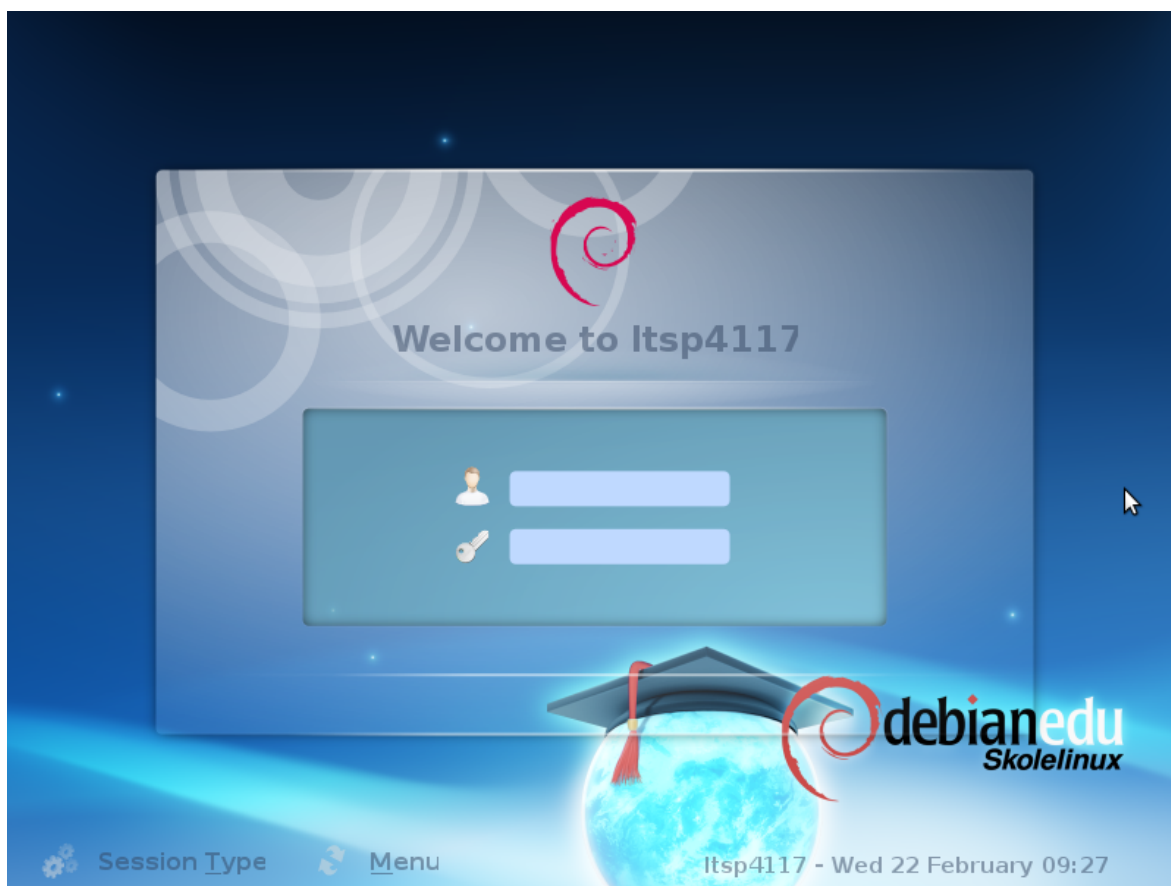 Welcome to ltsp4117
debianedu
Skolelinux
Session Type
Menu
ltsp4117 - Wed 22 February 09:27